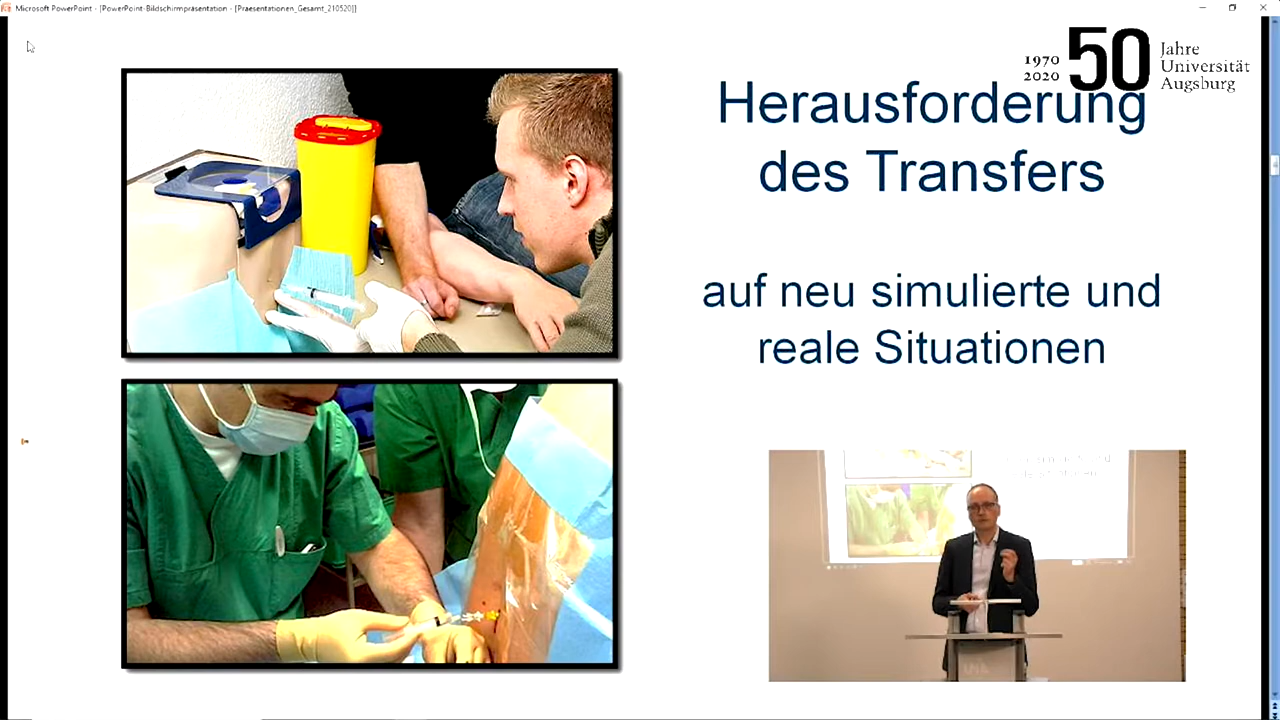 Microsoft PowerPoint - [PowerPoint-Bildschirmpräsentation - [Praesentationen_Gesamt_210520]]
1970
2020
50
Jahre
Universität
Augsburg
Herausforderung
des Transfers
auf neu simulierte und
reale Situationen